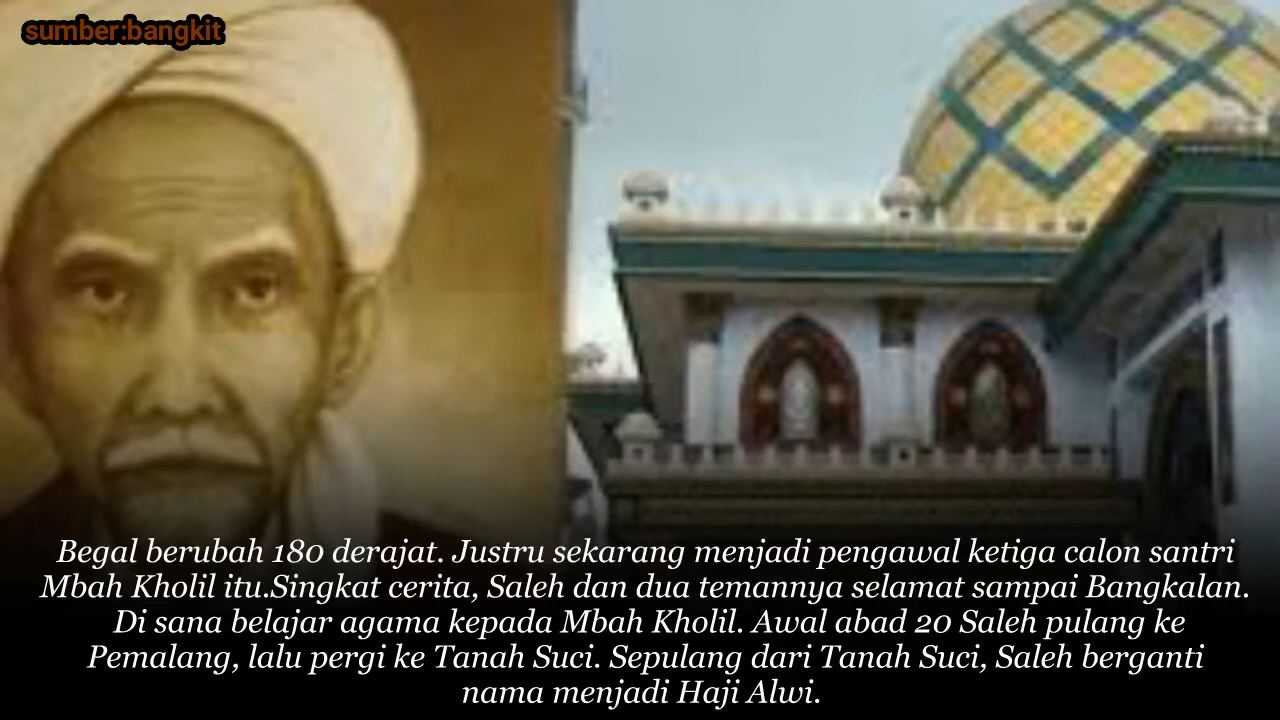 sumber:bangkit
Begal berubah 180 derajat. Justru sekarang menjadi pengawal ketiga calon santri
Mbah Kholil itu.Singkat cerita, Saleh dan dua temannya selamat sampai Bangkalan.
Di sana belajar agama kepada Mbah Kholil. Awal abad 20 Saleh pulang ke
Pemalang, lalu pergi ke Tanah Suci. Sepulang dari Tanah Suci, Saleh berganti
nama menjadi Haji Alwi.